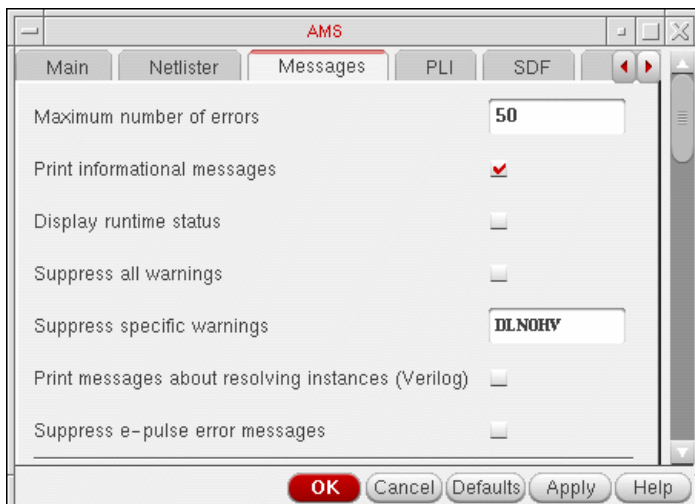 AMS
Main Netlister Messages PLI SDF
Maximum number of errors 50
Print informational messages
Display runtime status
Suppress all warnings
Suppress specific warnings DLNOHV
Print messages about resolving instances (Verilog)
Suppress e-pulse error messages
OK Cancel Defaults Apply Help